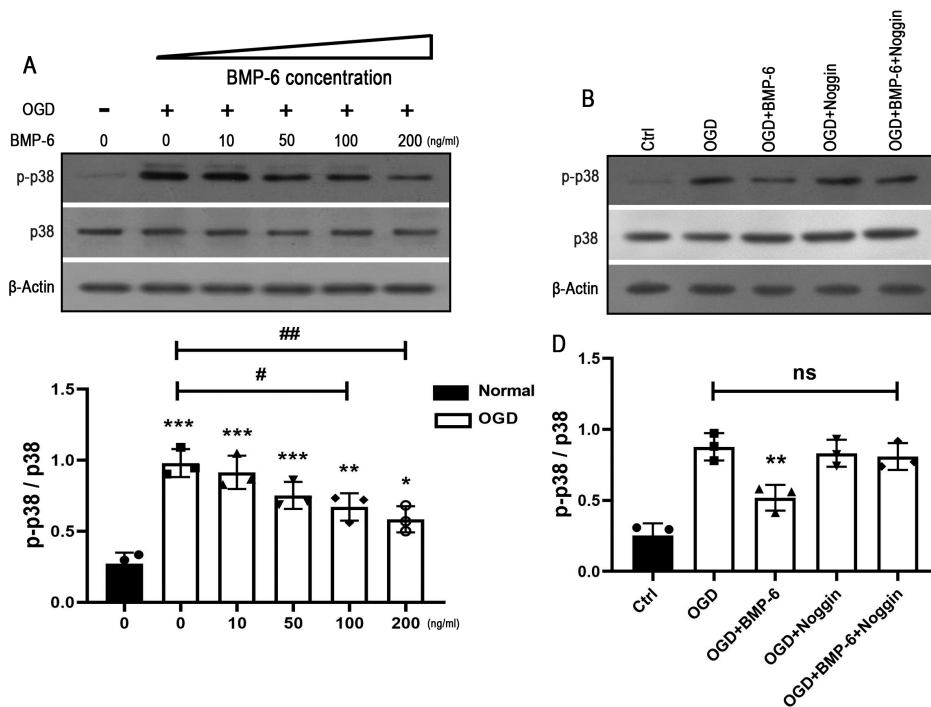 A
BMP-6 concentration
OGD - + + + + +
BMP-6 0 0 10 50 100 200 (ng/ml)
p-p38
p38
β-Actin
##
#
Normal
OGD
p-p38 / p38
1.5
1.0
0.5
0.0
***
***
***
**
*
0 0 10 50 100 200 (ng/ml)
B
Ctrl
OGD
OGD+BMP-6
OGD+Noggin
OGD+BMP-6+Noggin
p-p38
p38
β-Actin
D
p-p38 / p38
1.5
1.0
0.5
0.0
ns
**
Ctrl
OGD
OGD+BMP-6
OGD+Noggin
OGD+BMP-6+Noggin